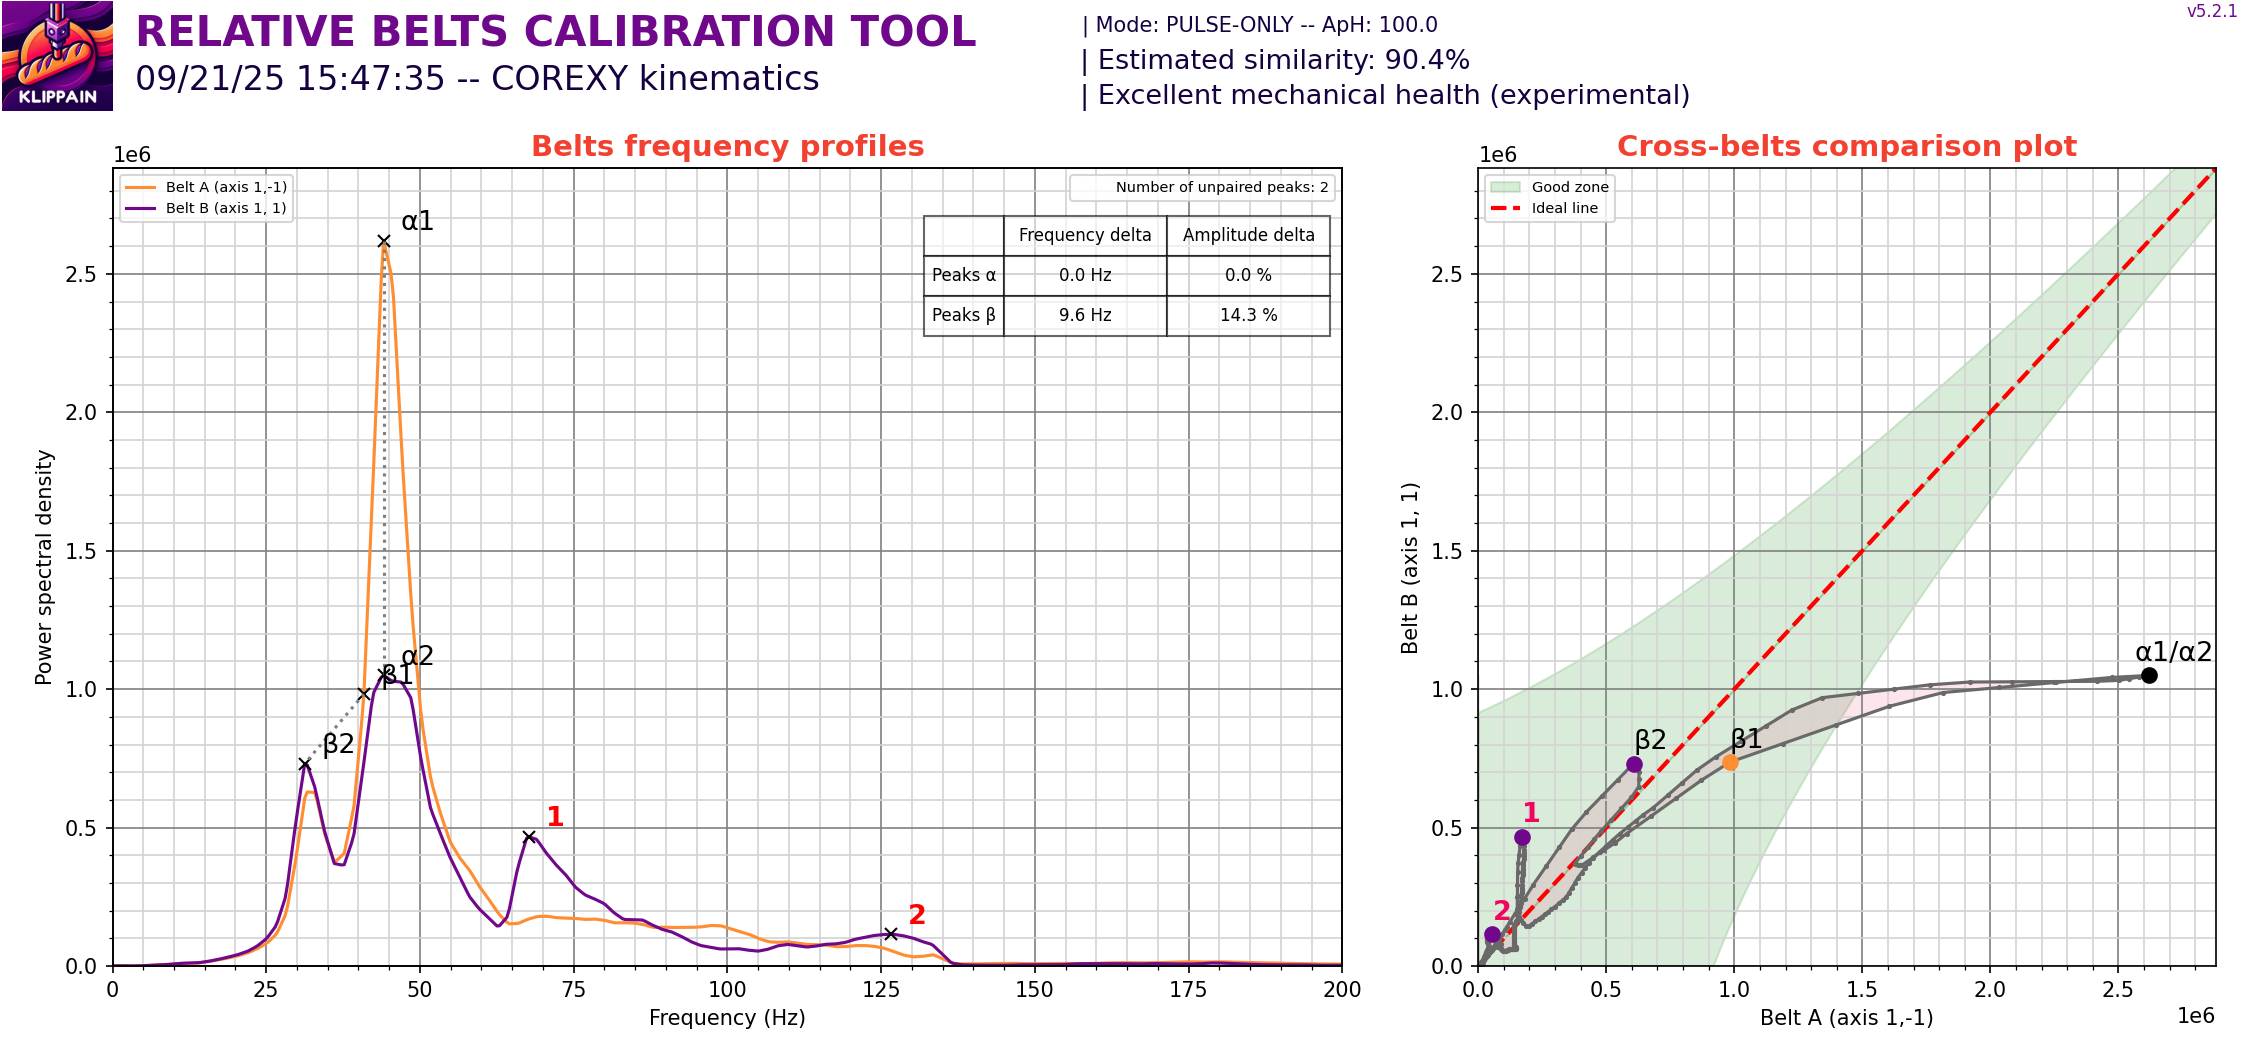 KLIPPAIN
RELATIVE BELTS CALIBRATION TOOL
09/21/25 15:47:35 -- COREXY kinematics
| Mode: PULSE-ONLY -- ApH: 100.0
| Estimated similarity: 90.4%
| Excellent mechanical health (experimental)
v5.2.1
Belts frequency profiles
1e6
Belt A (axis 1,-1)
Belt B (axis 1, 1)
Number of unpaired peaks: 2
Frequency delta Amplitude delta
Peaks α 0.0 Hz 0.0 %
Peaks β 9.6 Hz 14.3 %
α1
α2
β1
β2
1
2
Power spectral density
2.5
2.0
1.5
1.0
0.5
0.0
0 25 50 75 100 125 150 175 200
Frequency (Hz)
Cross-belts comparison plot
1e6
Good zone
Ideal line
α1/α2
β2
β1
1
2
Belt B (axis 1, 1)
2.5
2.0
1.5
1.0
0.5
0.0
0.0 0.5 1.0 1.5 2.0 2.5
Belt A (axis 1,-1)
1e6